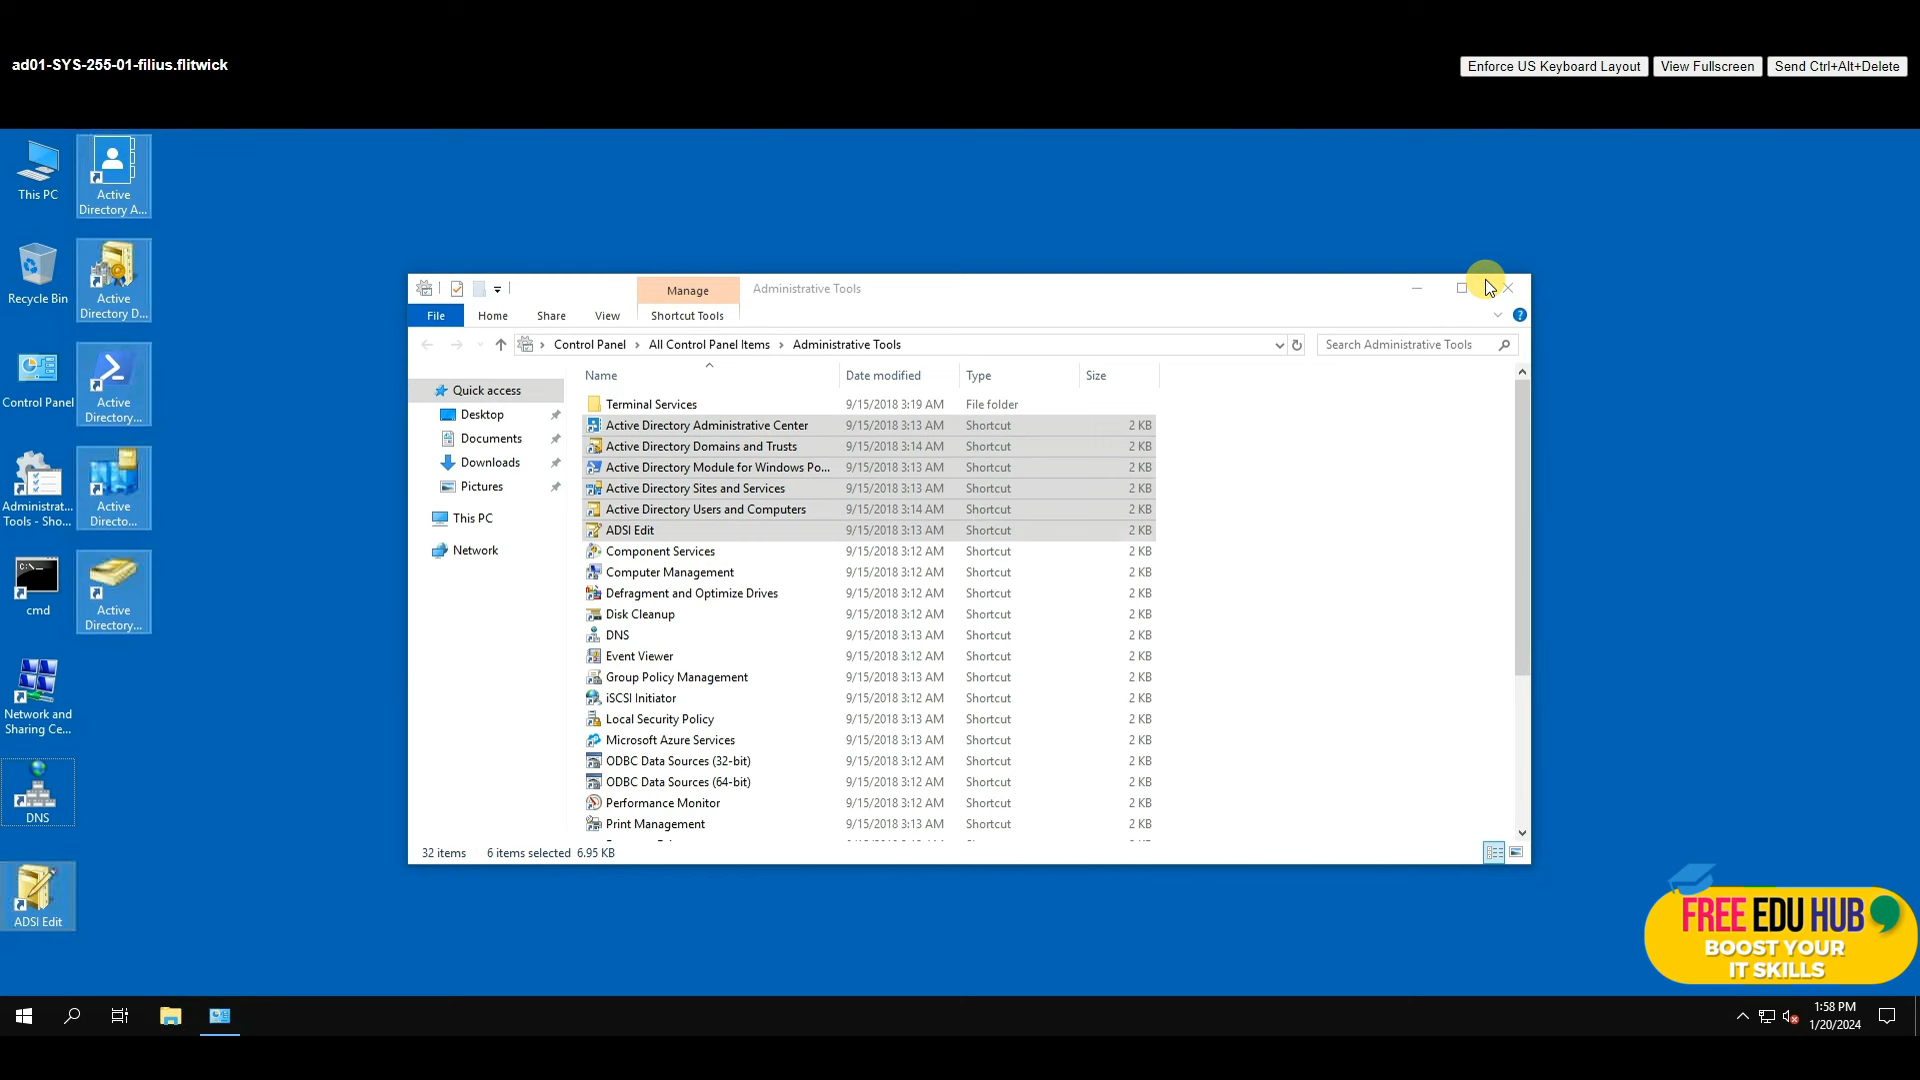 ad01-SYS-255-01-filius.flitwick
Enforce US Keyboard Layout
View Fullscreen
Send Ctrl+Alt+Delete
This PC
Active
Directory A...
Recycle Bin
Active
Directory D...
Control Panel
Active
Directory...
Administrat...
Tools - Sho...
Active
Directo...
cmd
Active
Directory...
Network and
Sharing Ce...
DNS
ADSI Edit
Manage
Administrative Tools
File
Home
Share
View
Shortcut Tools
Control Panel > All Control Panel Items > Administrative Tools
Search Administrative Tools
Quick access
Desktop
Documents
Downloads
Pictures
This PC
Network
Name Date modified Type Size
Terminal Services 9/15/2018 3:19 AM File folder
Active Directory Administrative Center 9/15/2018 3:13 AM Shortcut 2 KB
Active Directory Domains and Trusts 9/15/2018 3:14 AM Shortcut 2 KB
Active Directory Module for Windows Po... 9/15/2018 3:13 AM Shortcut 2 KB
Active Directory Sites and Services 9/15/2018 3:13 AM Shortcut 2 KB
Active Directory Users and Computers 9/15/2018 3:14 AM Shortcut 2 KB
ADSI Edit 9/15/2018 3:13 AM Shortcut 2 KB
Component Services 9/15/2018 3:12 AM Shortcut 2 KB
Computer Management 9/15/2018 3:12 AM Shortcut 2 KB
Defragment and Optimize Drives 9/15/2018 3:12 AM Shortcut 2 KB
Disk Cleanup 9/15/2018 3:12 AM Shortcut 2 KB
DNS 9/15/2018 3:13 AM Shortcut 2 KB
Event Viewer 9/15/2018 3:12 AM Shortcut 2 KB
Group Policy Management 9/15/2018 3:13 AM Shortcut 2 KB
iSCSI Initiator 9/15/2018 3:12 AM Shortcut 2 KB
Local Security Policy 9/15/2018 3:13 AM Shortcut 2 KB
Microsoft Azure Services 9/15/2018 3:13 AM Shortcut 2 KB
ODBC Data Sources (32-bit) 9/15/2018 3:12 AM Shortcut 2 KB
ODBC Data Sources (64-bit) 9/15/2018 3:12 AM Shortcut 2 KB
Performance Monitor 9/15/2018 3:12 AM Shortcut 2 KB
Print Management 9/15/2018 3:13 AM Shortcut 2 KB
32 items 6 items selected 6.95 KB
FREE EDU HUB
BOOST YOUR
IT SKILLS
1:58 PM
1/20/2024